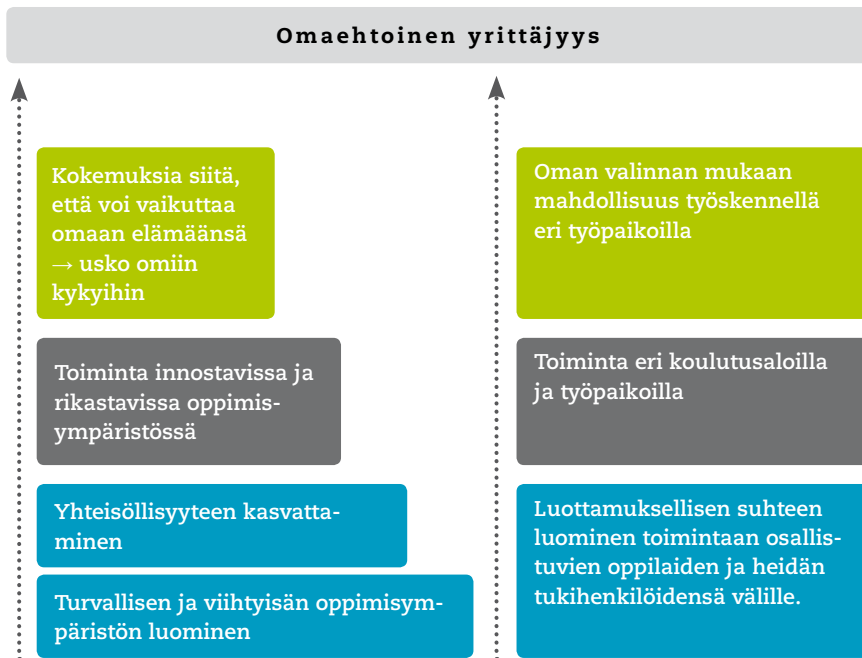 Omaehtoinen yrittäjyys
Kokemuksia siitä,
että voi vaikuttaa
omaan elämäänsä
→ usko omiin
kykyihin
Toiminta innostavissa ja
rikastavissa oppimis-
ympäristössä
Yhteisöllisyyteen kasvatta-
minen
Turvallisen ja viihtyisän oppimisym-
päristön luominen
Oman valinnan mukaan
mahdollisuus työskennellä
eri työpaikoilla
Toiminta eri koulutusaloilla
ja työpaikoilla
Luottamuksellisen suhteen
luominen toimintaan osallis-
tuvien oppilaiden ja heidän
tukihenkilöidensä välille.